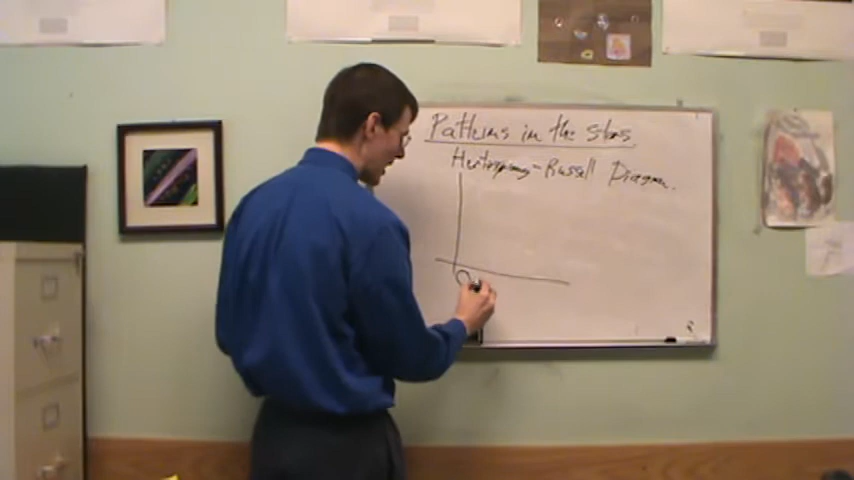 Patterns in the stars
Hertzsprung-Russell Diagram.
O